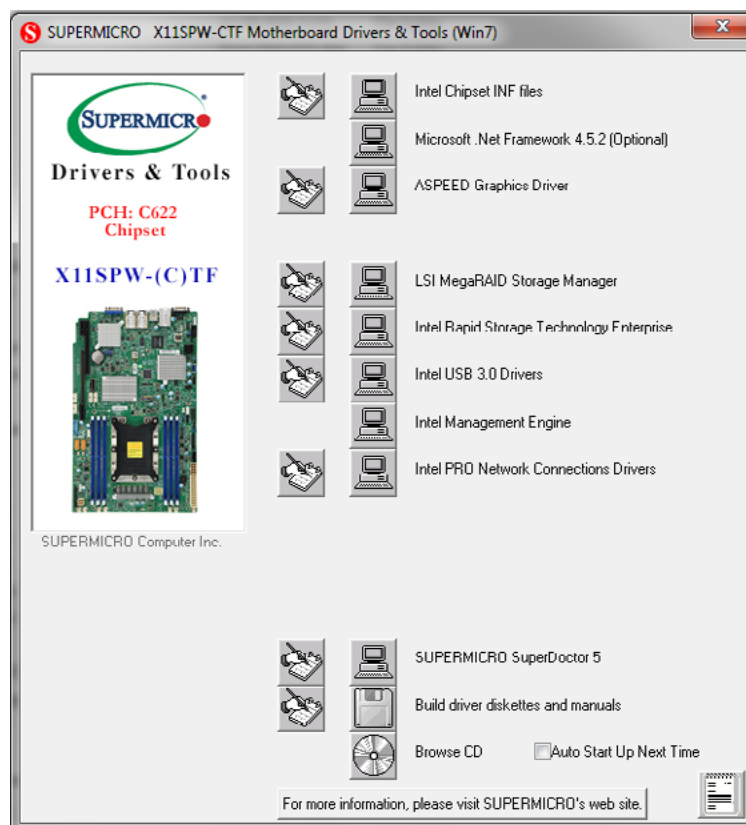 SUPERMICRO X11SPW-CTF Motherboard Drivers & Tools (Win7)
SUPERMICRO
Drivers & Tools
PCH: C622
Chipset
X11SPW-(C)TF
SUPERMICRO Computer Inc.
Intel Chipset INF files
Microsoft .Net Framework 4.5.2 (Optional)
ASPEED Graphics Driver
LSI MegaRAID Storage Manager
Intel Rapid Storage Technology Enterprise
Intel USB 3.0 Drivers
Intel Management Engine
Intel PRO Network Connections Drivers
SUPERMICRO SuperDoctor 5
Build driver diskettes and manuals
Browse CD
Auto Start Up Next Time
For more information, please visit SUPERMICRO's web site.